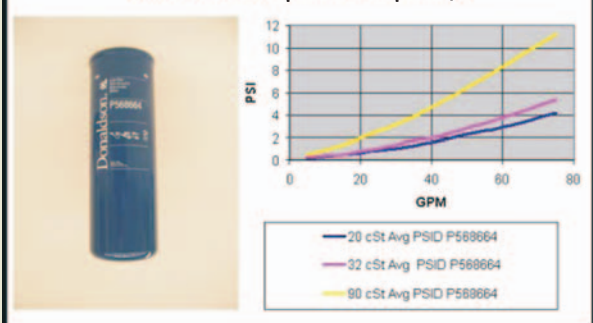 Donaldson.
P568664
12
10
8
6
4
2
0
PSI
0 20 40 60 80
GPM
20 cSt Avg PSID P568664
32 cSt Avg PSID P568664
90 cSt Avg PSID P568664